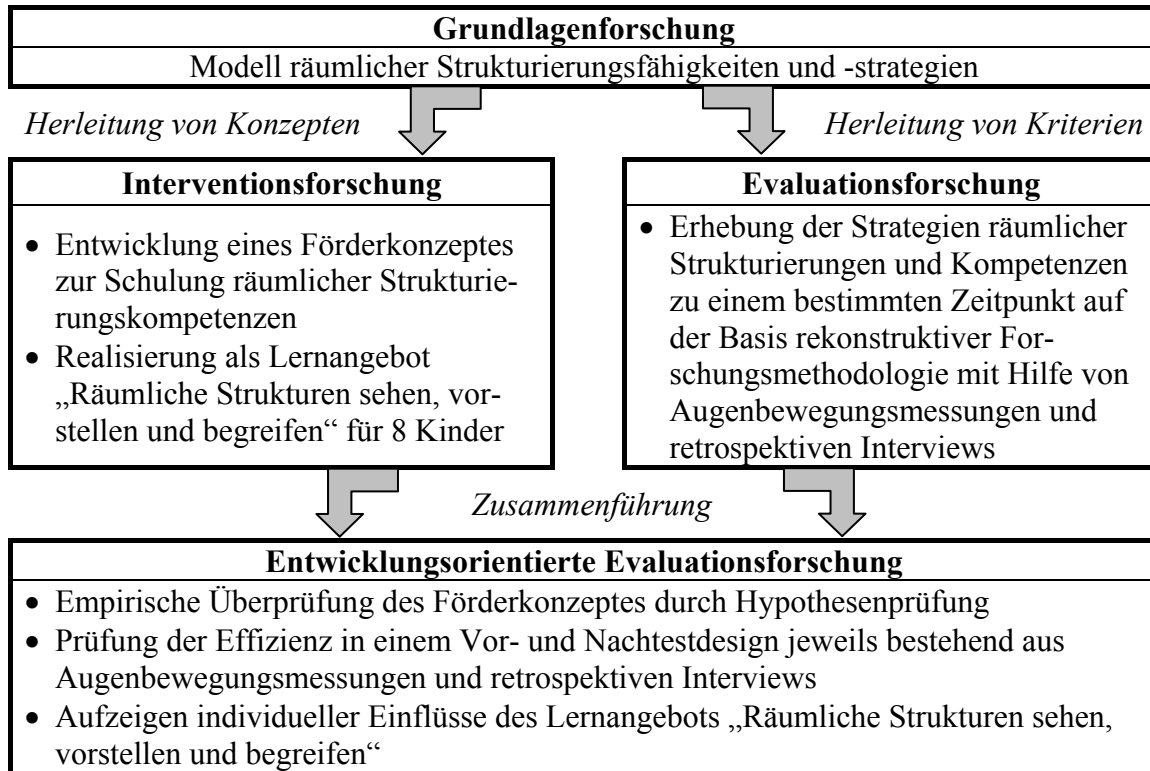 Grundlagenforschung
Modell räumlicher Strukturierungsfähigkeiten und -strategien
Herleitung von Konzepten
Herleitung von Kriterien
Interventionsforschung
• Entwicklung eines Förderkonzeptes
zur Schulung räumlicher Strukturie-
rungskompetenzen
• Realisierung als Lernangebot
„Räumliche Strukturen sehen, vor-
stellen und begreifen“ für 8 Kinder
Evaluationsforschung
• Erhebung der Strategien räumlicher
Strukturierungen und Kompetenzen
zu einem bestimmten Zeitpunkt auf
der Basis rekonstruktiver For-
schungsmethodologie mit Hilfe von
Augenbewegungsmessungen und
retrospektiven Interviews
Zusammenführung
Entwicklungsorientierte Evaluationsforschung
• Empirische Überprüfung des Förderkonzeptes durch Hypothesenprüfung
• Prüfung der Effizienz in einem Vor- und Nachtestdesign jeweils bestehend aus
Augenbewegungsmessungen und retrospektiven Interviews
• Aufzeigen individueller Einflüsse des Lernangebots „Räumliche Strukturen sehen,
vorstellen und begreifen“